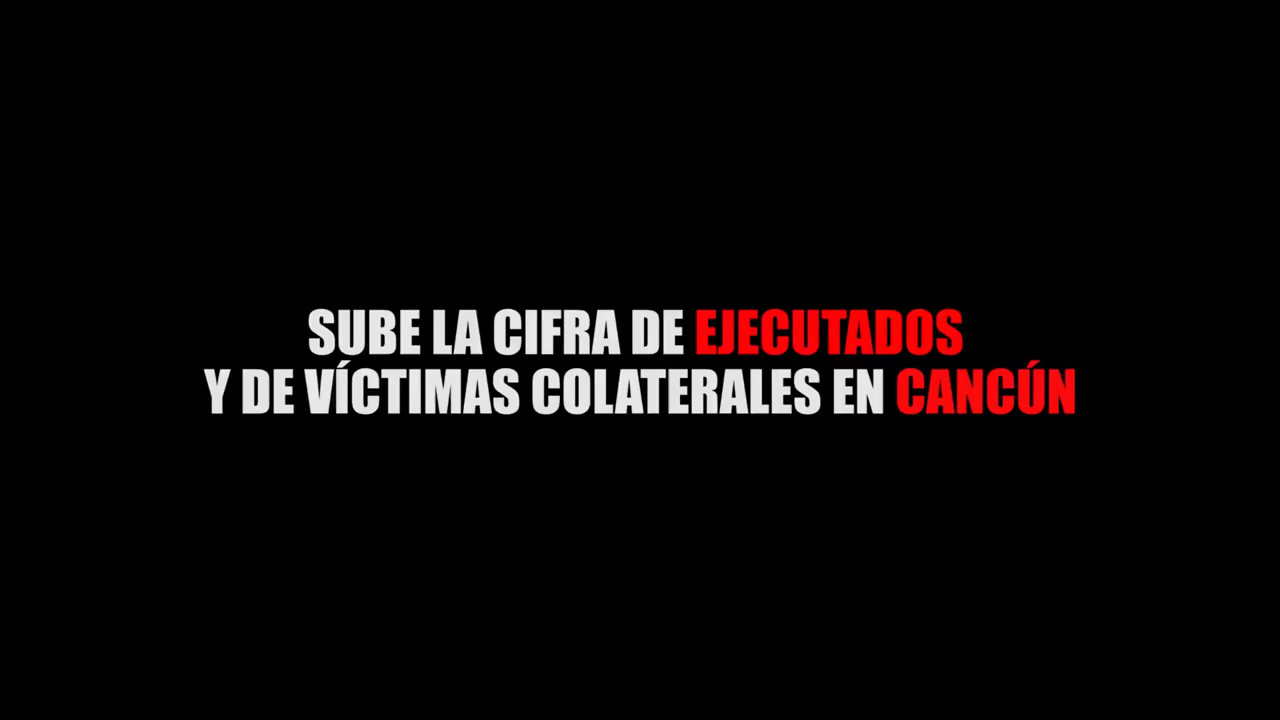 SUBE LA CIFRA DE EJECUTADOS
Y DE VÍCTIMAS COLATERALES EN CANCÚN